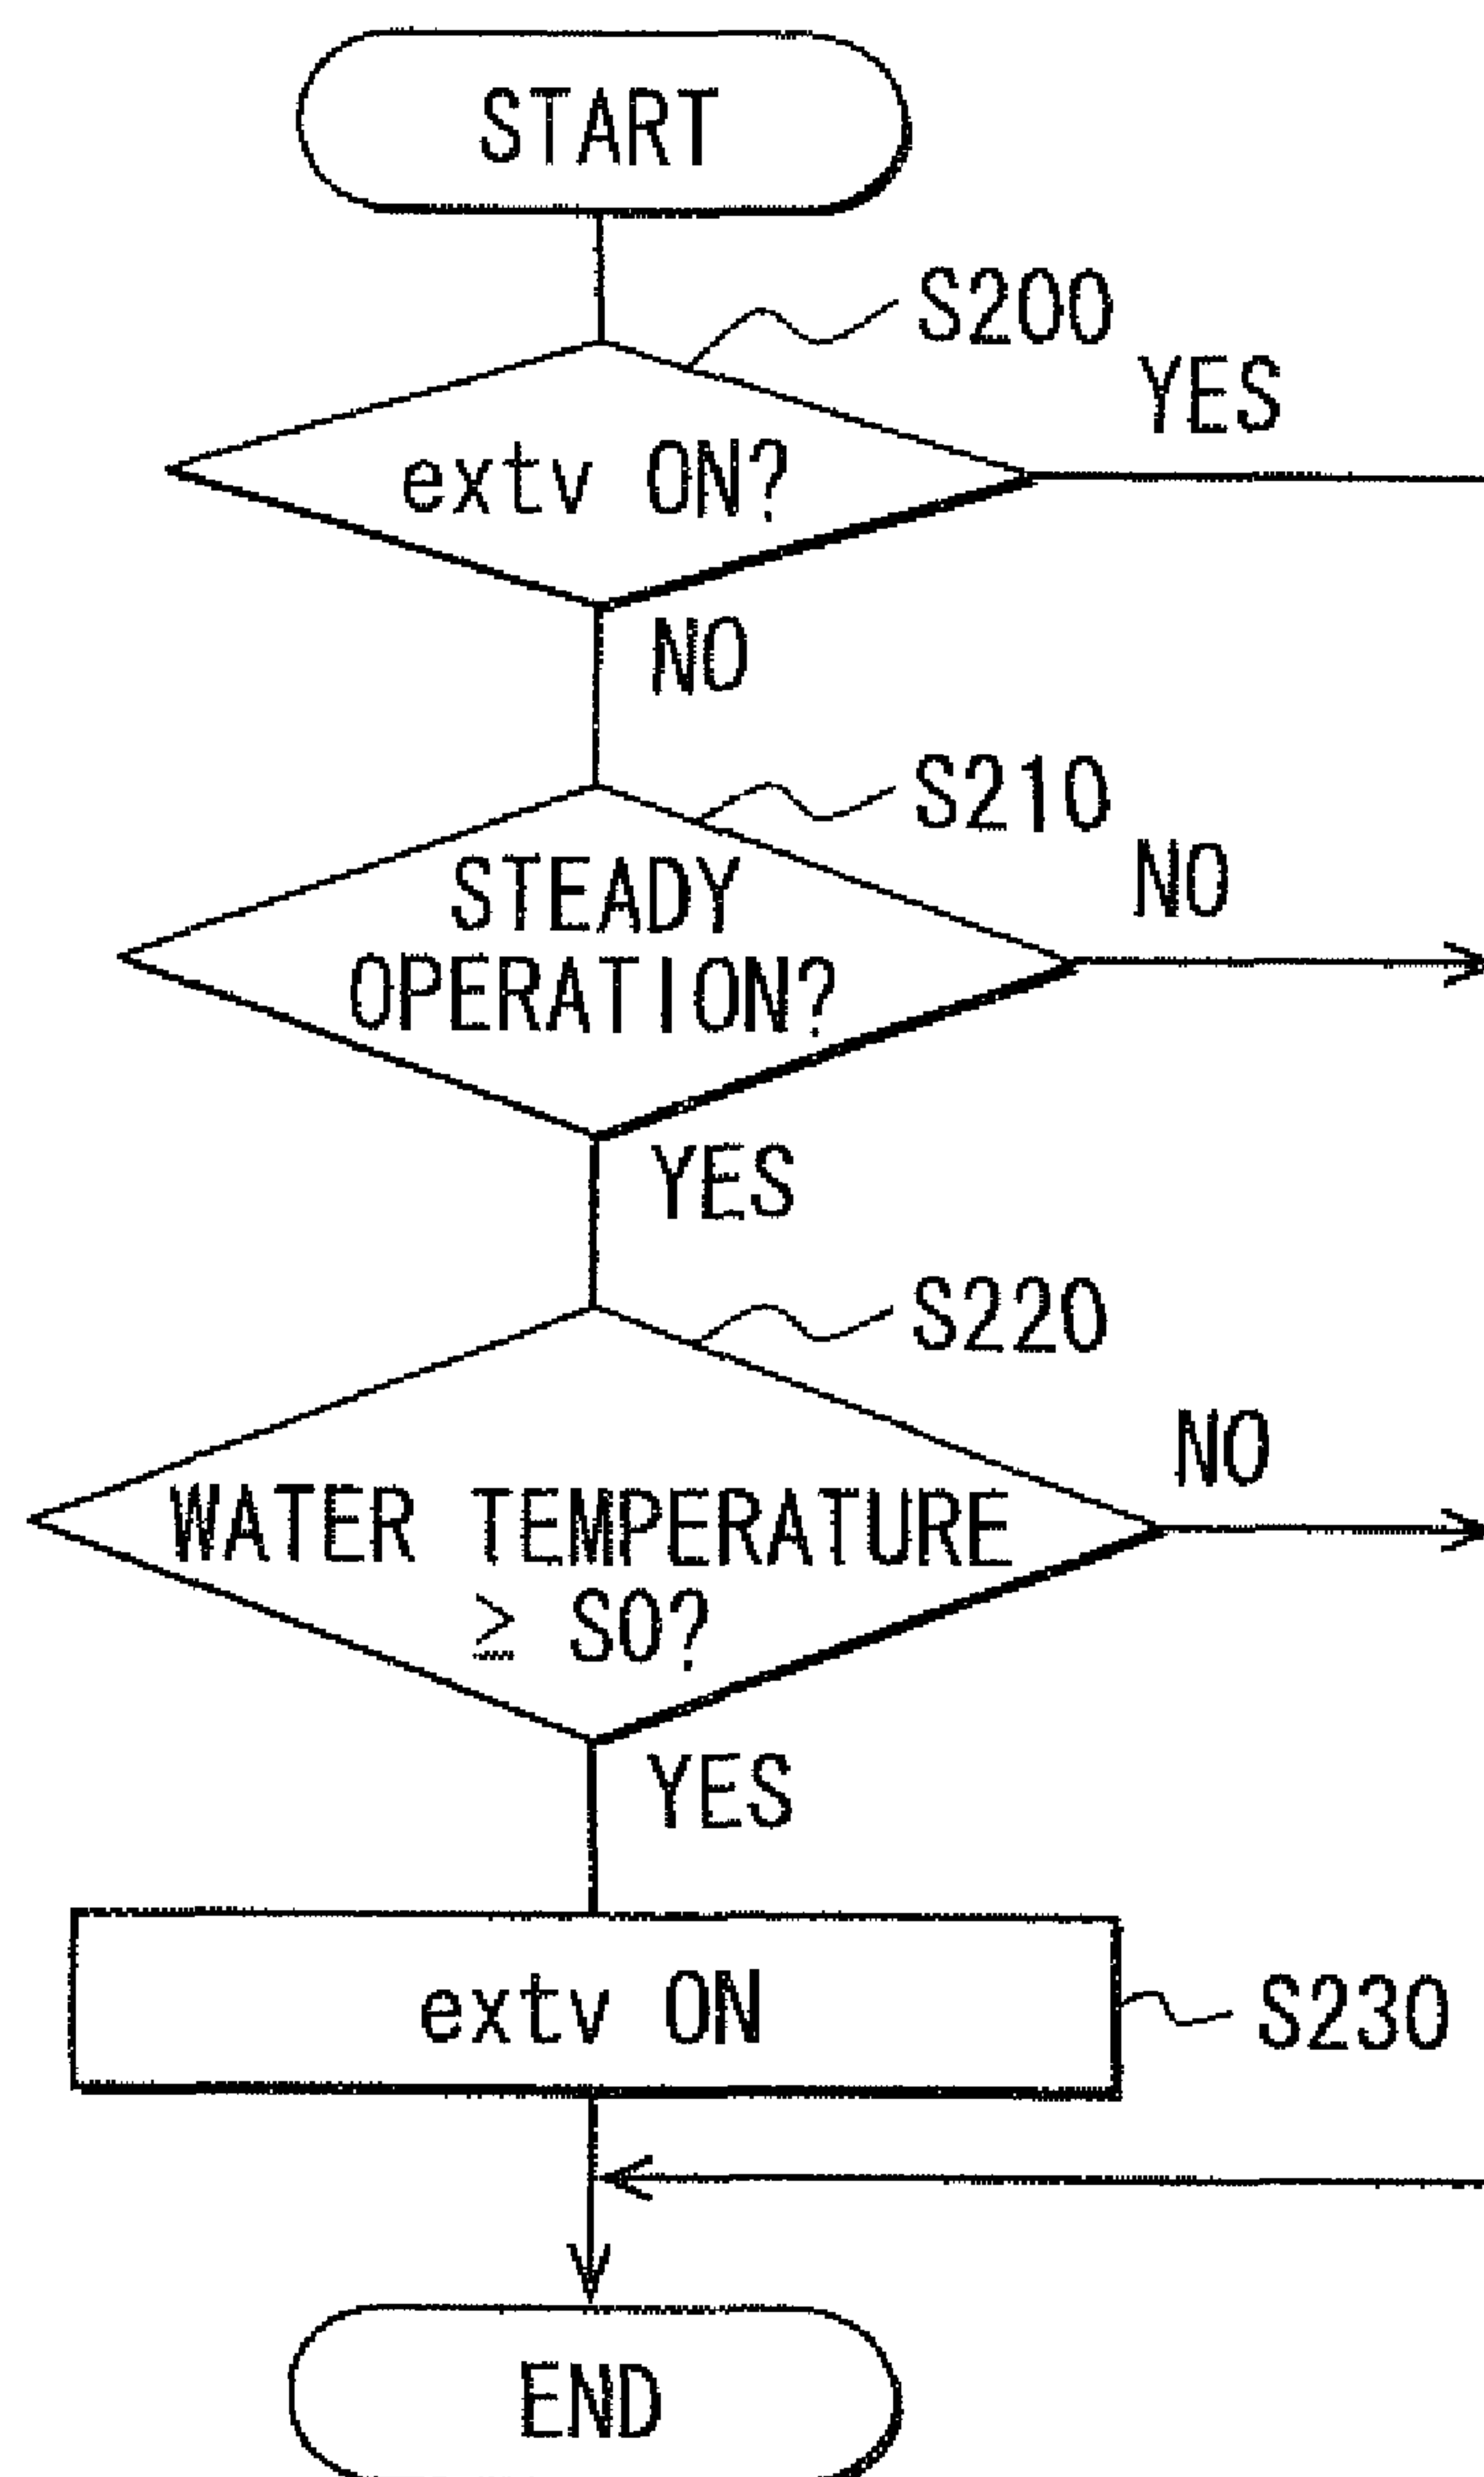 START
S200
YES
extv ON?
NO
S210
NO
STEADY
OPERATION?
YES
S220
NO
WATER TEMPERATURE
≥ S0?
YES
extv ON
S230
END